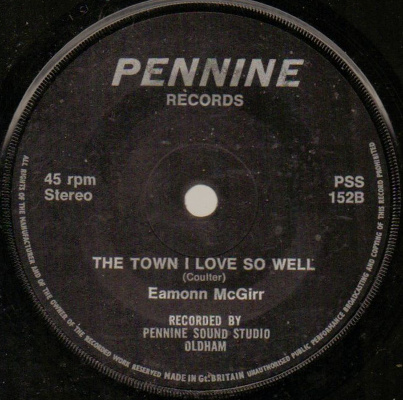 PENNINE
RECORDS
45 rpm
Stereo
PSS
152B
THE TOWN I LOVE SO WELL
(Coulter)
Eamonn McGirr
RECORDED BY
PENNINE SOUND STUDIO
OLDHAM
ALL RIGHTS OF THE MANUFACTURER AND OF THE OWNER OF THE RECORDED WORK RESERVED MADE IN Gt. BRITAIN UNAUTHORISED PUBLIC PERFORMANCE BROADCASTING AND COPYING OF THIS RECORD PROHIBITED